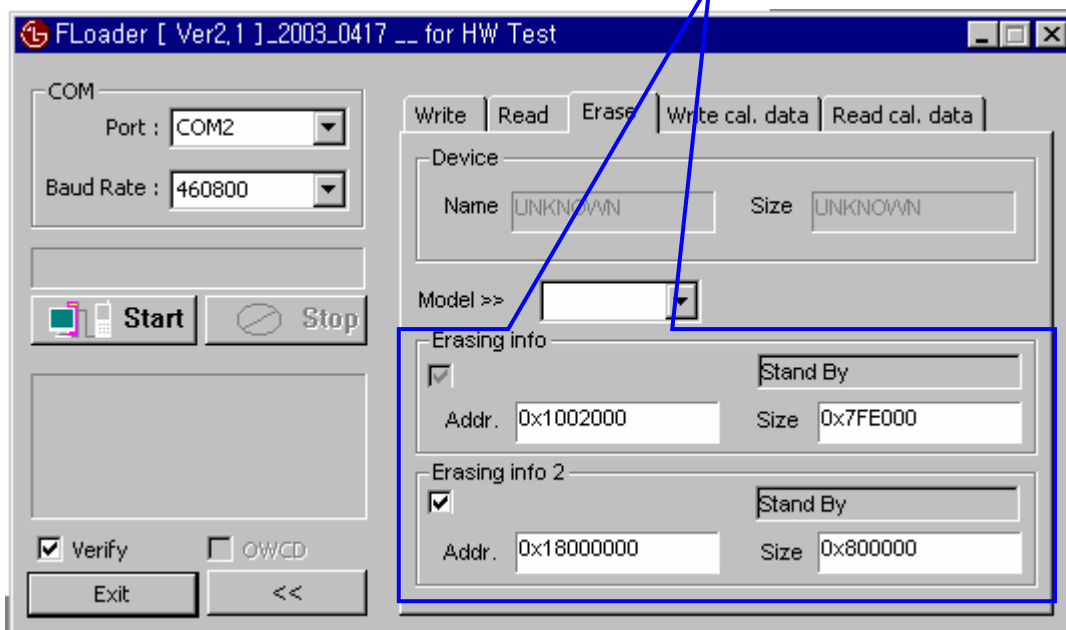 FLoader [ Ver2,1 ]_2003_0417 __ for HW Test
COM
Port : COM2
Baud Rate : 460800
Start Stop
Verify OWCD
Exit <<
Write Read Erase Write cal. data Read cal. data
Device
Name UNKNOWN Size UNKNOWN
Model >>
Erasing info
Stand By
Addr. 0x1002000 Size 0x7FE000
Erasing info 2
Stand By
Addr. 0x18000000 Size 0x800000